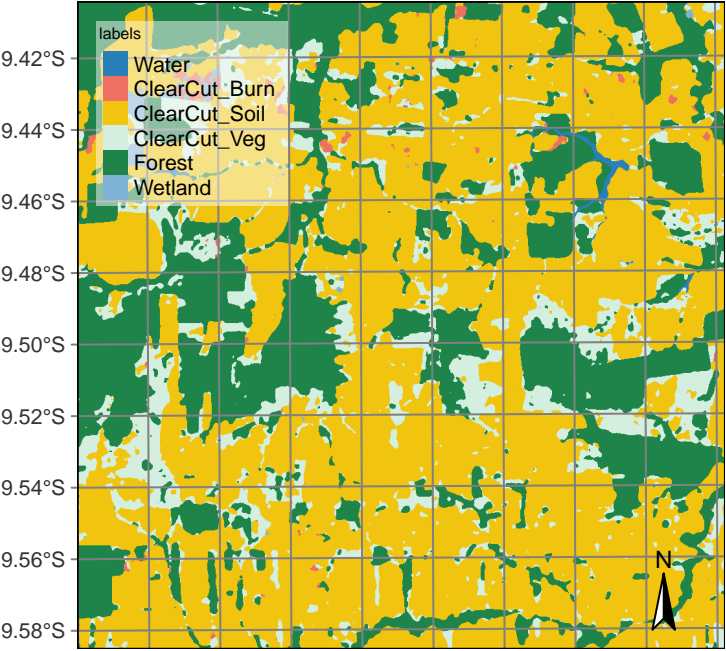 labels
Water
ClearCut_Burn
ClearCut_Soil
ClearCut_Veg
Forest
Wetland
9.42°S
9.44°S
9.46°S
9.48°S
9.50°S
9.52°S
9.54°S
9.56°S
9.58°S
N